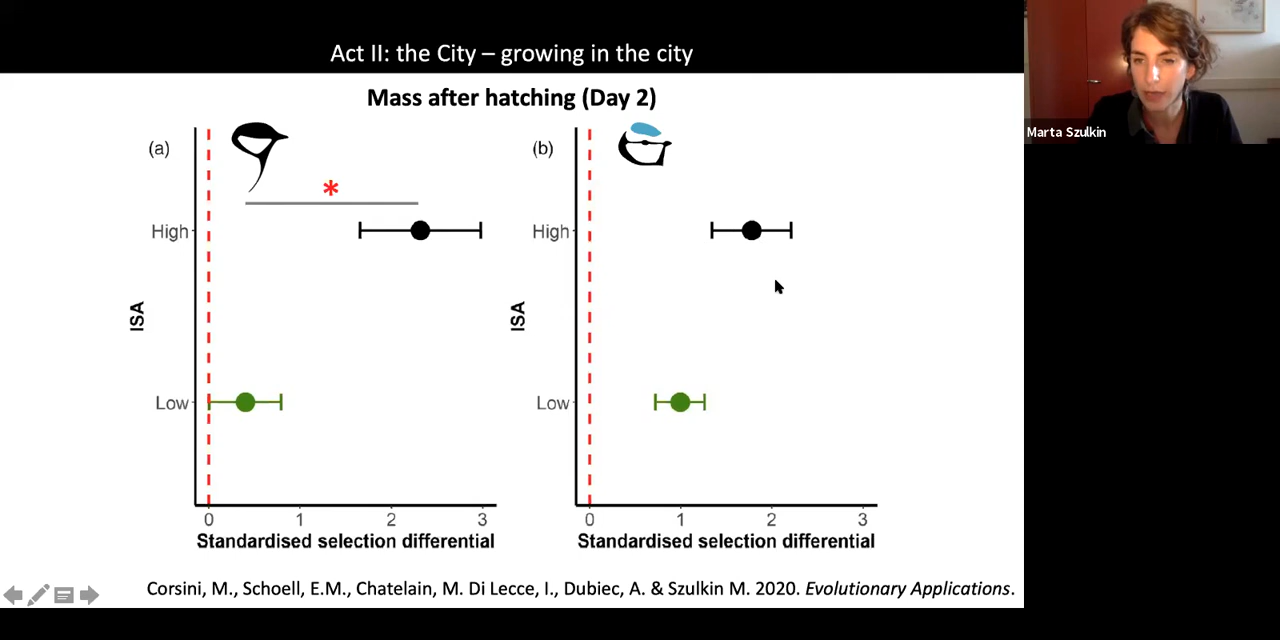 Act II: the City – growing in the city
Mass after hatching (Day 2)
Marta Szulkin
(a)
*
High
ISA
Low
0 1 2 3
Standardised selection differential
(b)
High
ISA
Low
0 1 2 3
Standardised selection differential
Corsini, M., Schoell, E.M., Chatelain, M. Di Lecce, I., Dubiec, A. & Szulkin M. 2020. Evolutionary Applications.